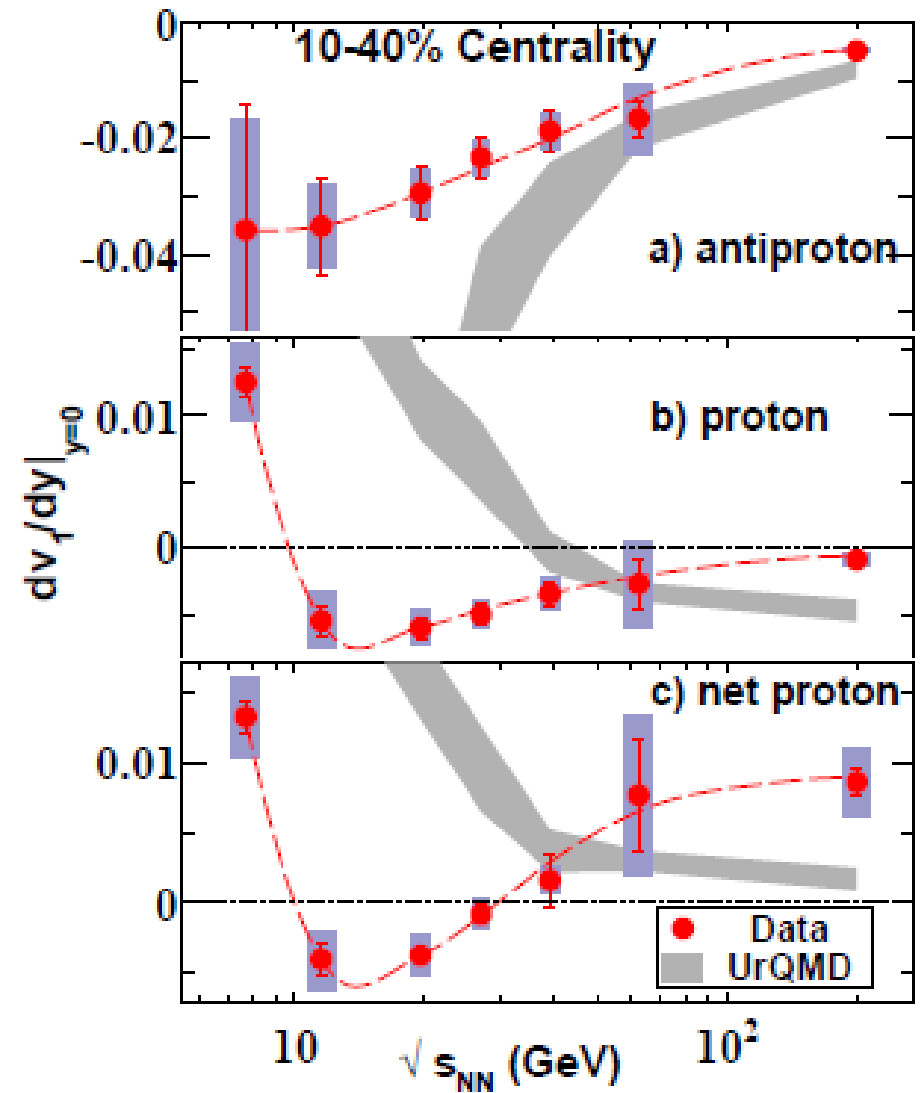 10-40% Centrality
0
-0.02
-0.04
a) antiproton
dv₁/dy|y=0
0.01
0
b) proton
0.01
0
c) net proton
Data
UrQMD
10
10²
√ sNN (GeV)